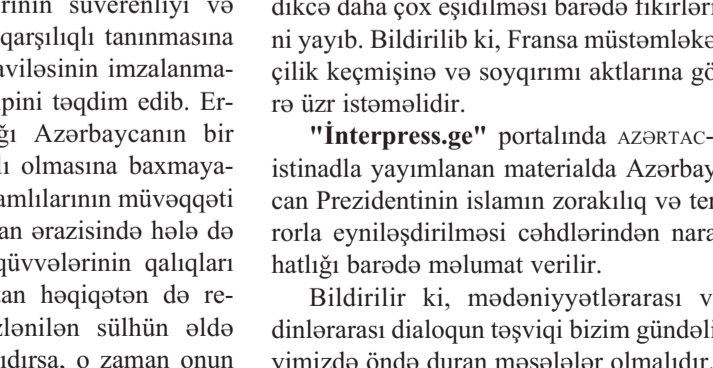 rinin suverenliyi və
qarşılıqlı tanınmasına
aviləsinin imzalanma-
pini təqdim edib. Er-
ğı Azərbaycanın bir
lı olmasına baxmaya-
amlılarının müvəqqəti
an ərazisində hələ də
qüvvələrinin qalıqları
tan həqiqətən də re-
zlənilən sülhün əldə
ıdırsa, o zaman onun
dikcə daha çox eşidilməsi barədə fikirləri
ni yayıb. Bildirilib ki, Fransa müstəmləkə
çilik keçmişinə və soyqırımı aktlarına gö
rə üzr istəməlidir.
"İnterpress.ge" portalında AZƏRTAC-
istinadla yayımlanan materialda Azərbay
can Prezidentinin islamın zorakılıq və ter
rorla eyniləşdirilməsi cəhdlərindən nara
hatlığı barədə məlumat verilir.
Bildirilir ki, mədəniyyətlərarası v
dinlərarası dialoqun təşviqi bizim gündəli
yimizdə öndə duran məsələlər olmalıdır.